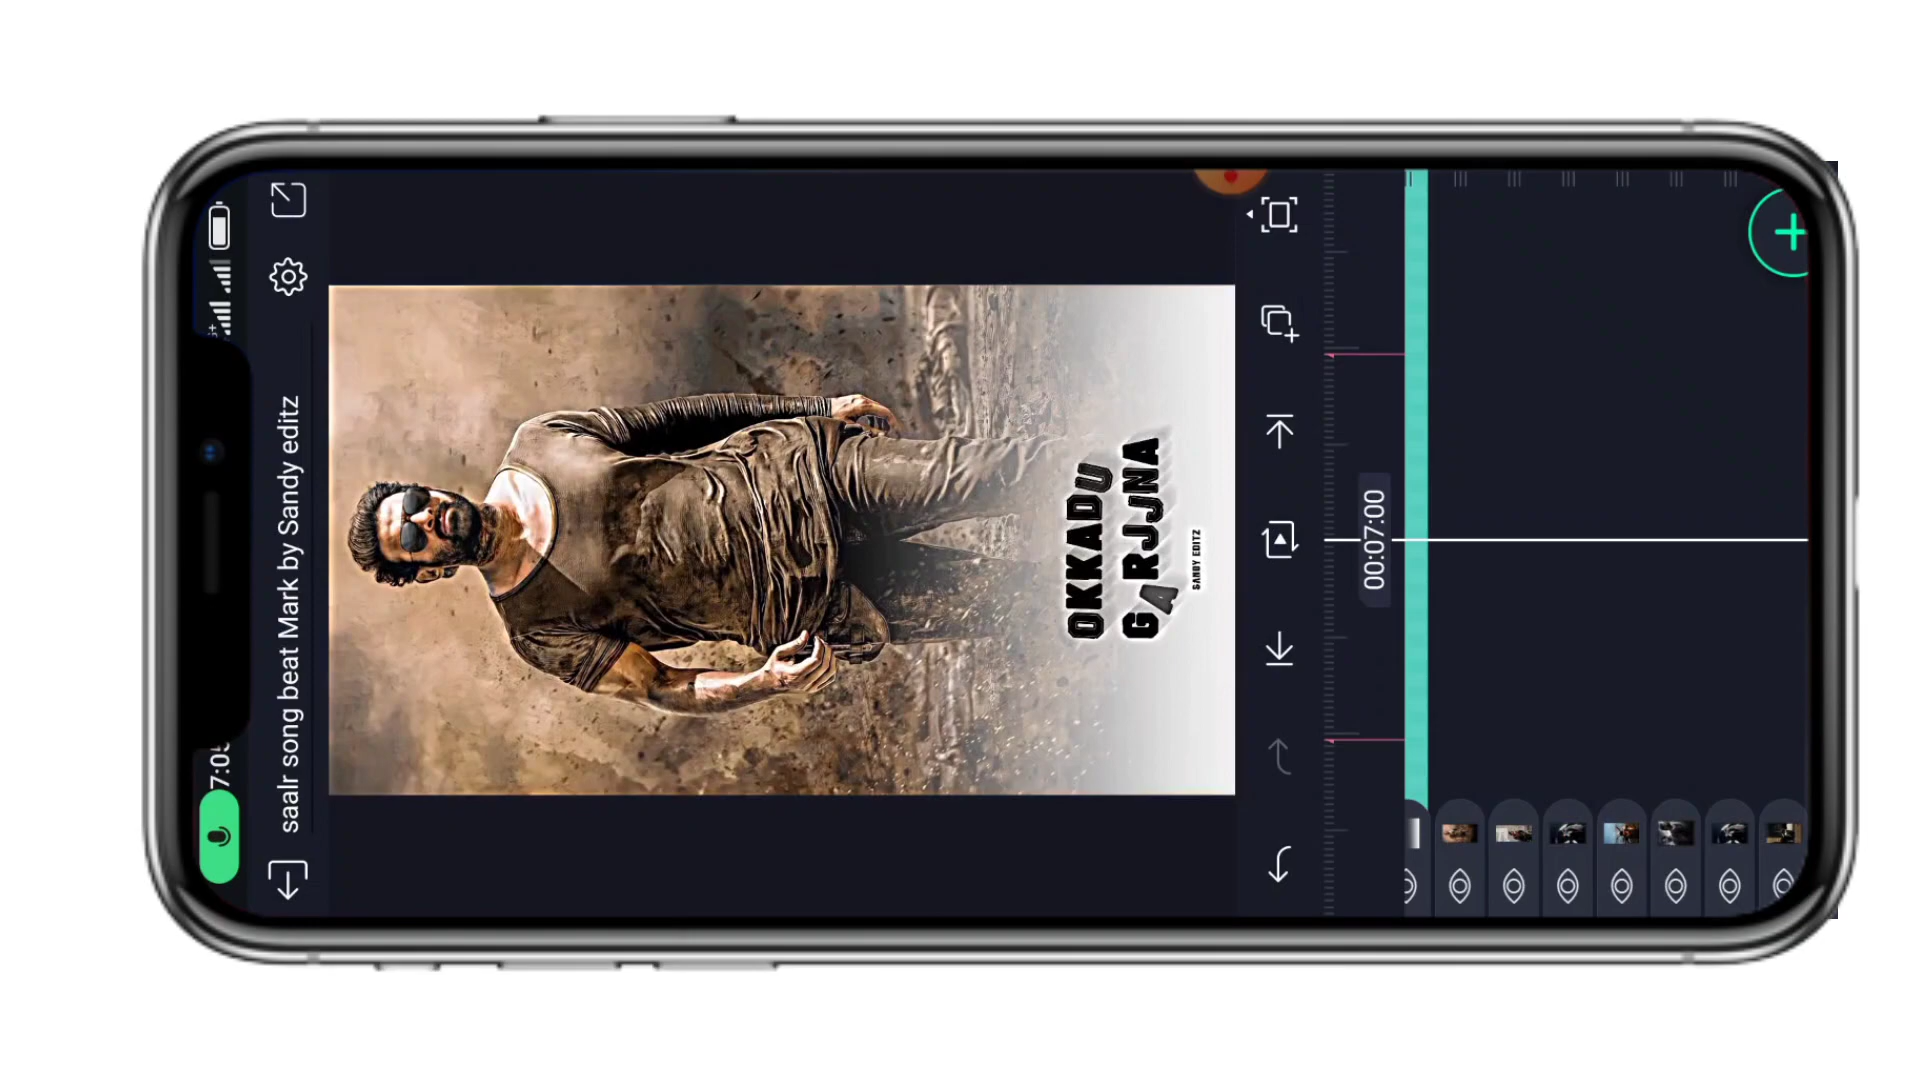 7:05
saalr song beat Mark by Sandy editz
OKKADU
GARJJNA
SANDY EDITZ
00:07:00